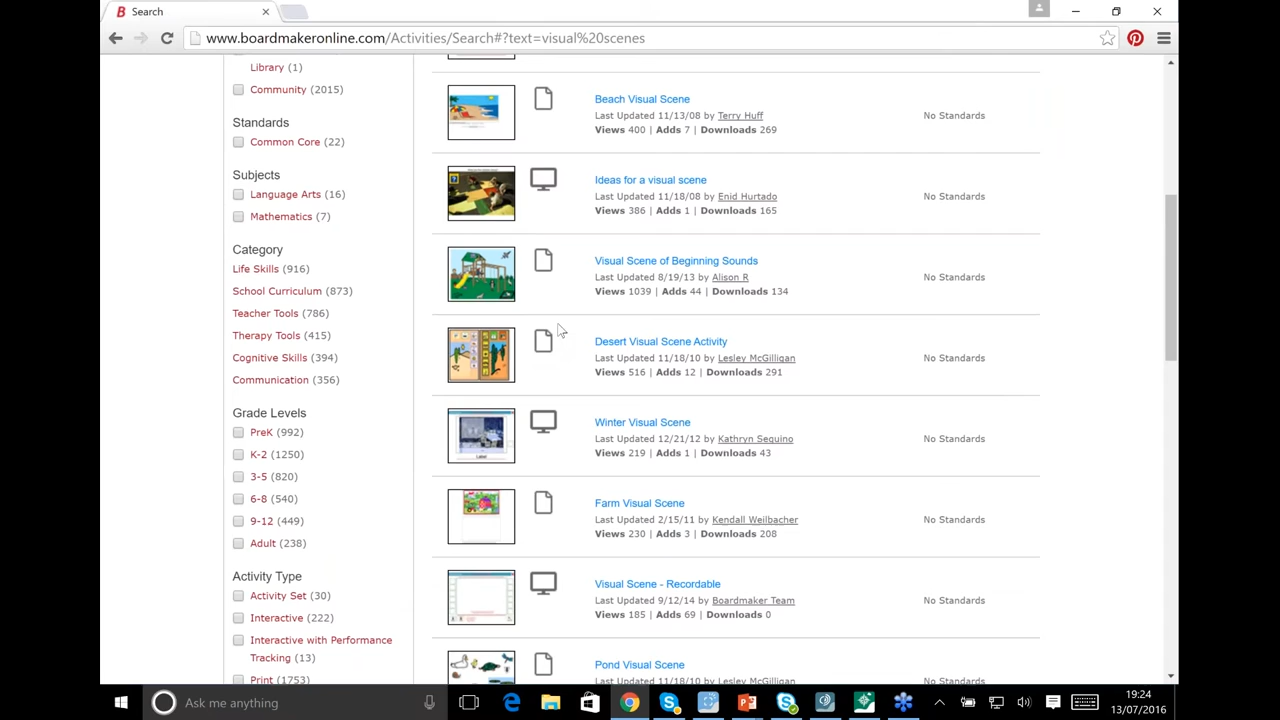 Search
www.boardmakeronline.com/Activities/Search#?text=visual%20scenes
Library (1)
Community (2015)
Standards
Common Core (22)
Subjects
Language Arts (16)
Mathematics (7)
Category
Life Skills (916)
School Curriculum (873)
Teacher Tools (786)
Therapy Tools (415)
Cognitive Skills (394)
Communication (356)
Grade Levels
PreK (992)
K-2 (1250)
3-5 (820)
6-8 (540)
9-12 (449)
Adult (238)
Activity Type
Activity Set (30)
Interactive (222)
Interactive with Performance
Tracking (13)
Print (1753)
Beach Visual Scene
Last Updated 11/13/08 by Terry Huff
Views 400 | Adds 7 | Downloads 269
No Standards
Ideas for a visual scene
Last Updated 11/18/08 by Enid Hurtado
Views 386 | Adds 1 | Downloads 165
No Standards
Visual Scene of Beginning Sounds
Last Updated 8/19/13 by Alison R
Views 1039 | Adds 44 | Downloads 134
No Standards
Desert Visual Scene Activity
Last Updated 11/18/10 by Lesley McGilligan
Views 516 | Adds 12 | Downloads 291
No Standards
Winter Visual Scene
Last Updated 12/21/12 by Kathryn Sequino
Views 219 | Adds 1 | Downloads 43
No Standards
Farm Visual Scene
Last Updated 2/15/11 by Kendall Weilbacher
Views 230 | Adds 3 | Downloads 208
No Standards
Visual Scene - Recordable
Last Updated 9/12/14 by Boardmaker Team
Views 185 | Adds 69 | Downloads 0
No Standards
Pond Visual Scene
Last Updated 11/18/10 by Lesley McGilligan
No Standards
Ask me anything
19:24
13/07/2016